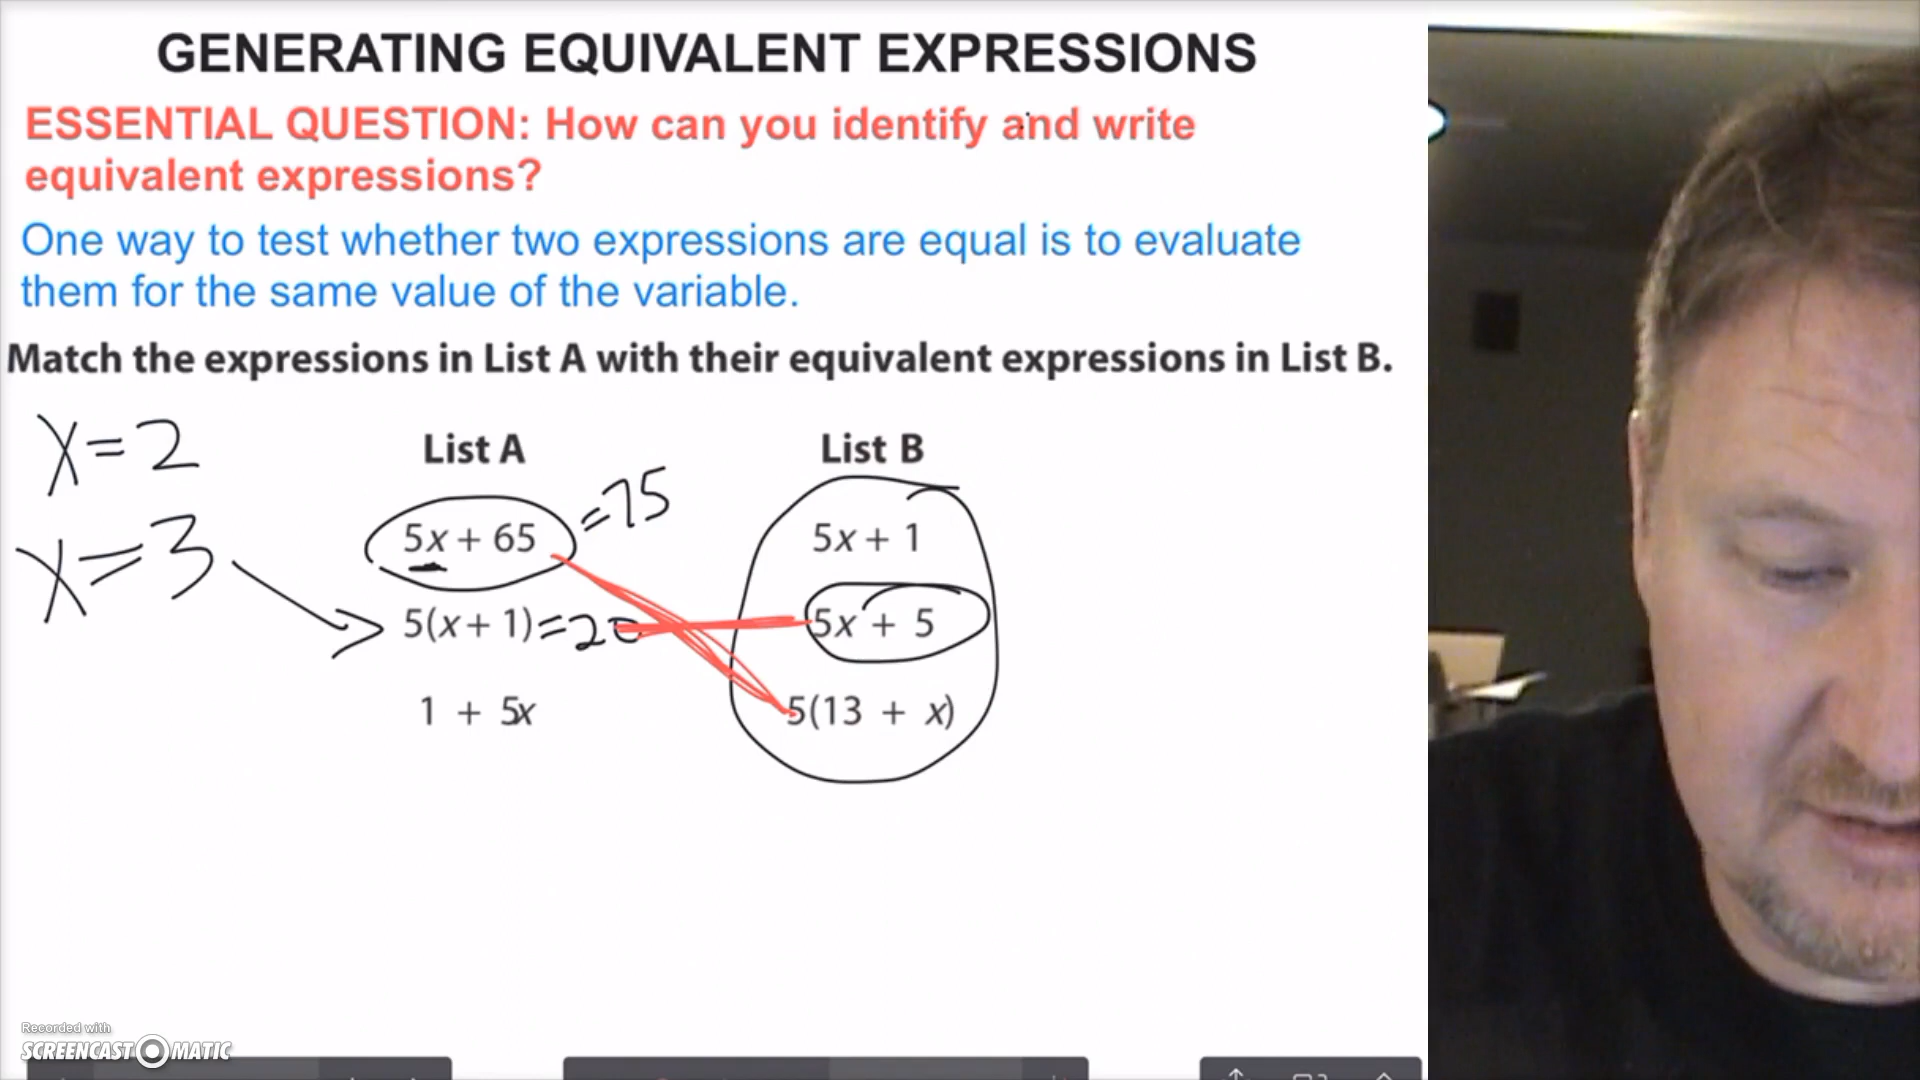 GENERATING EQUIVALENT EXPRESSIONS
ESSENTIAL QUESTION: How can you identify and write
equivalent expressions?
One way to test whether two expressions are equal is to evaluate
them for the same value of the variable.
Match the expressions in List A with their equivalent expressions in List B.
x=2
x=3
List A
5x + 65 =75
5(x + 1) =20
1 + 5x
List B
5x + 1
5x + 5
5(13 + x)
Recorded with
SCREENCAST O MATIC